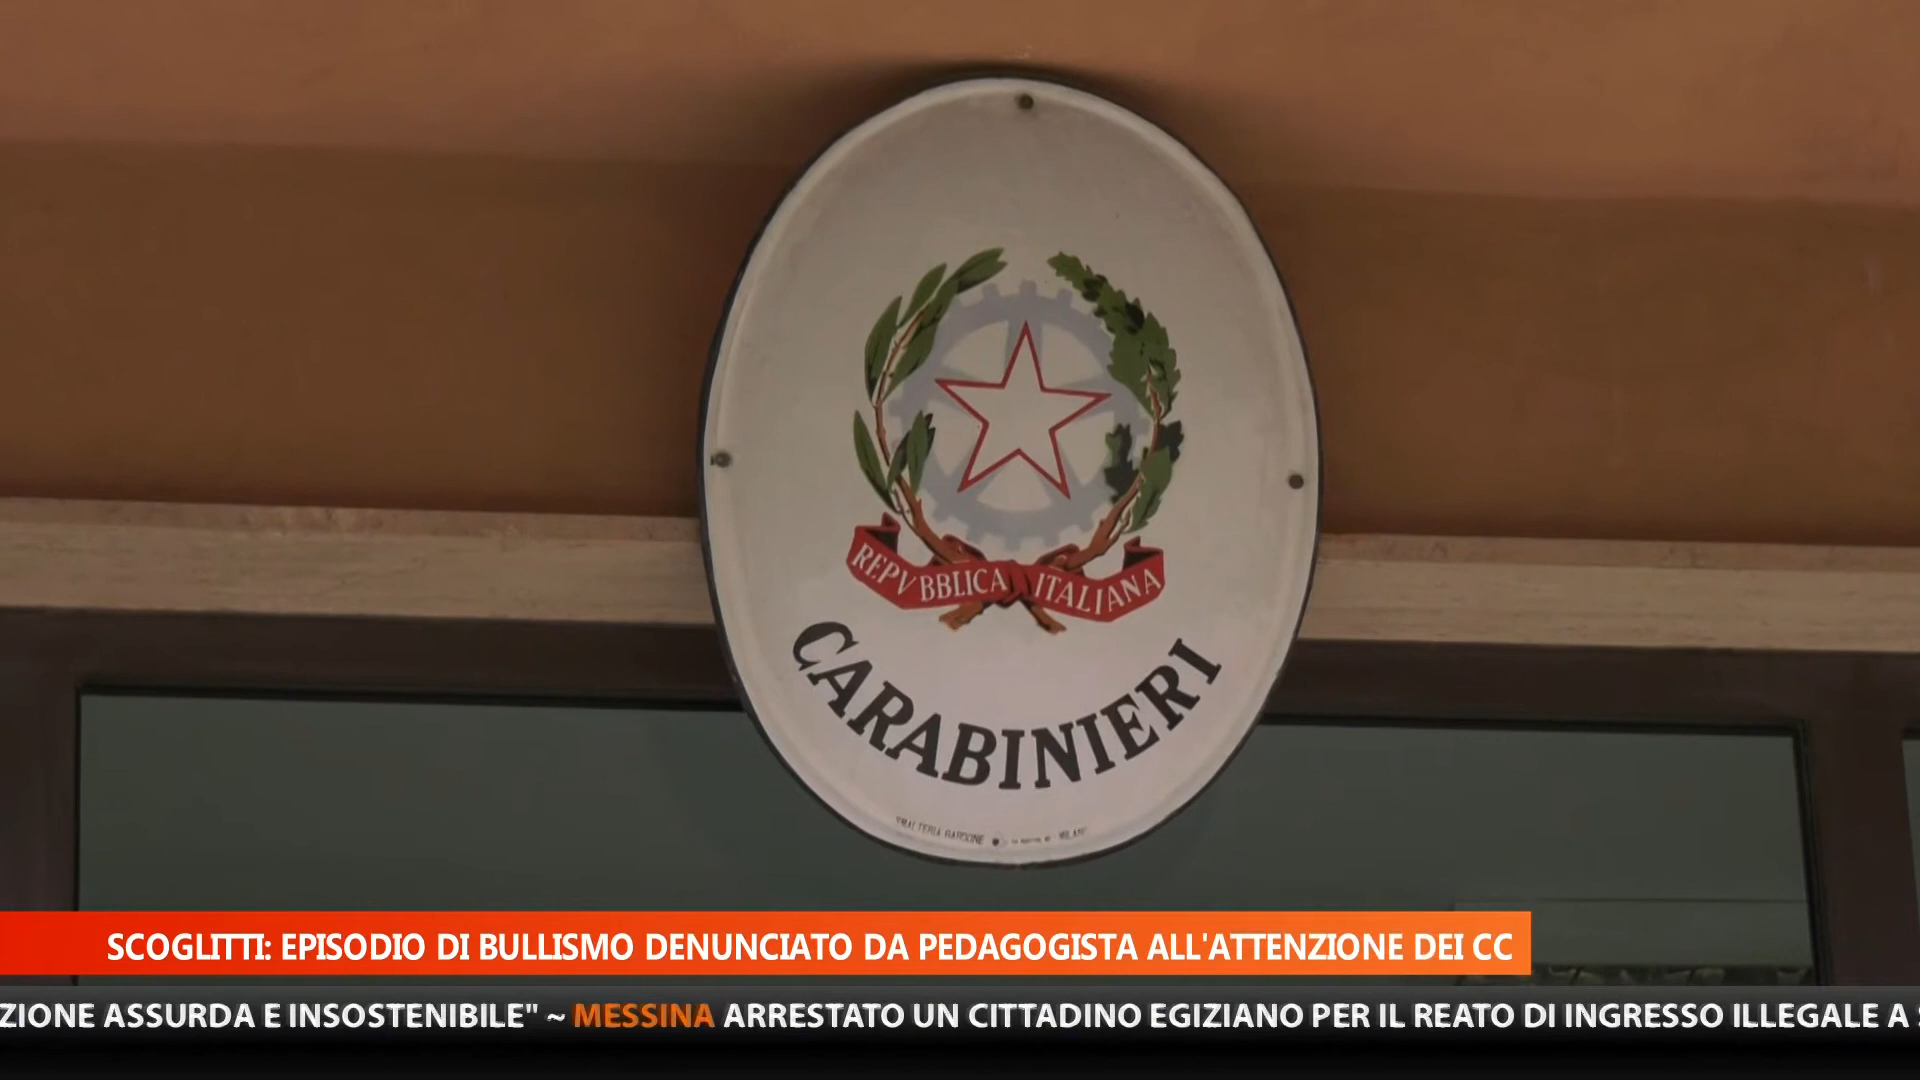 REPVBBLICA ITALIANA
CARABINIERI
SCOGLITTI: EPISODIO DI BULLISMO DENUNCIATO DA PEDAGOGISTA ALL'ATTENZIONE DEI CC
ZIONE ASSURDA E INSOSTENIBILE" ~ MESSINA ARRESTATO UN CITTADINO EGIZIANO PER IL REATO DI INGRESSO ILLEGALE A